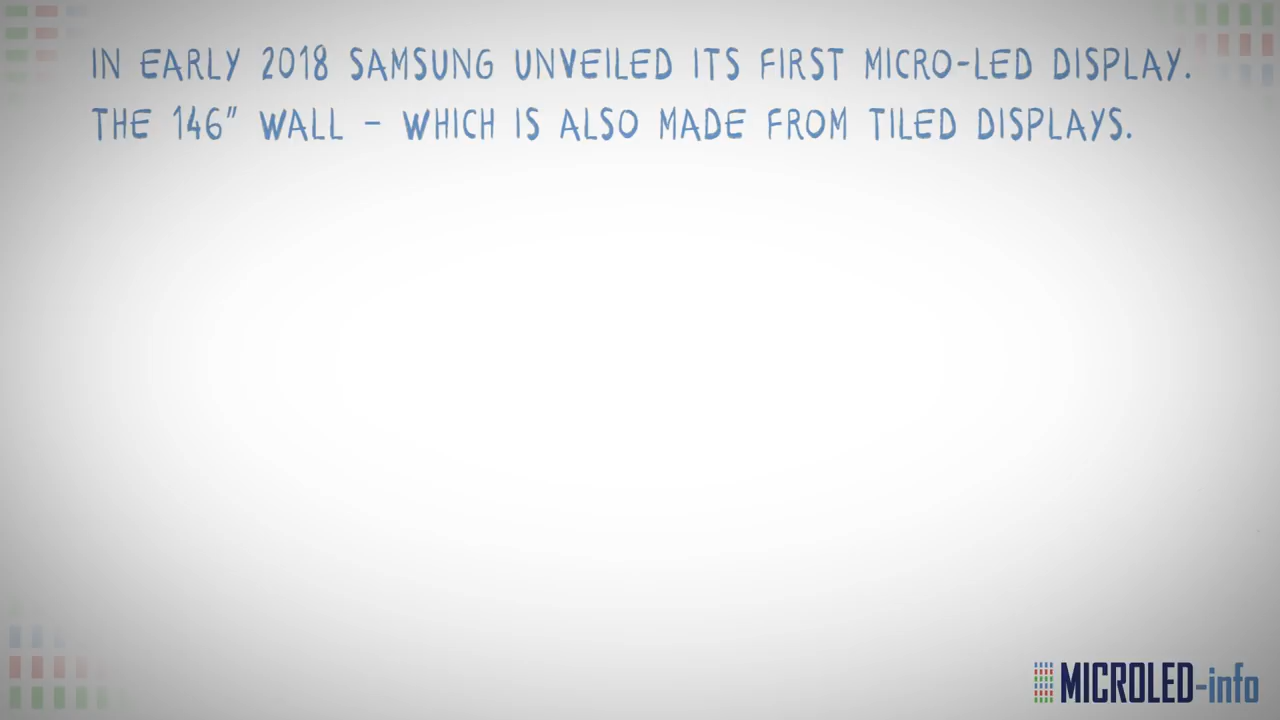 IN EARLY 2018 SAMSUNG UNVEILED ITS FIRST MICRO-LED DISPLAY.
THE 146" WALL - WHICH IS ALSO MADE FROM TILED DISPLAYS.
MICROLED-info